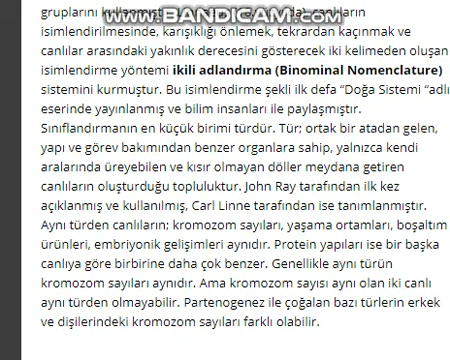 gruplarını
www.BANDICAM.com
isimlendirilmesinde, karışıklığı önlemek, tekrardan kaçınmak ve
canlılar arasındaki yakınlık derecesini gösterecek iki kelimeden oluşan
isimlendirme yöntemi ikili adlandırma (Binominal Nomenclature)
sistemini kurmuştur. Bu isimlendirme şekli ilk defa “Doğa Sistemi “adlı
eserinde yayınlanmış ve bilim insanları ile paylaşmıştır.
Sınıflandırmanın en küçük birimi türdür. Tür; ortak bir atadan gelen,
yapı ve görev bakımından benzer organlara sahip, yalnızca kendi
aralarında üreyebilen ve kısır olmayan döller meydana getiren
canlıların oluşturduğu topluluktur. John Ray tarafından ilk kez
açıklanmış ve kullanılmış, Carl Linne tarafından ise tanımlanmıştır.
Aynı türden canlıların; kromozom sayıları, yaşama ortamları, boşaltım
ürünleri, embriyonik gelişimleri aynıdır. Protein yapıları ise bir başka
canlıya göre birbirine daha çok benzer. Genellikle aynı türün
kromozom sayıları aynıdır. Ama kromozom sayısı aynı olan iki canlı
aynı türden olmayabilir. Partenogenez ile çoğalan bazı türlerin erkek
ve dişilerindeki kromozom sayıları farklı olabilir.